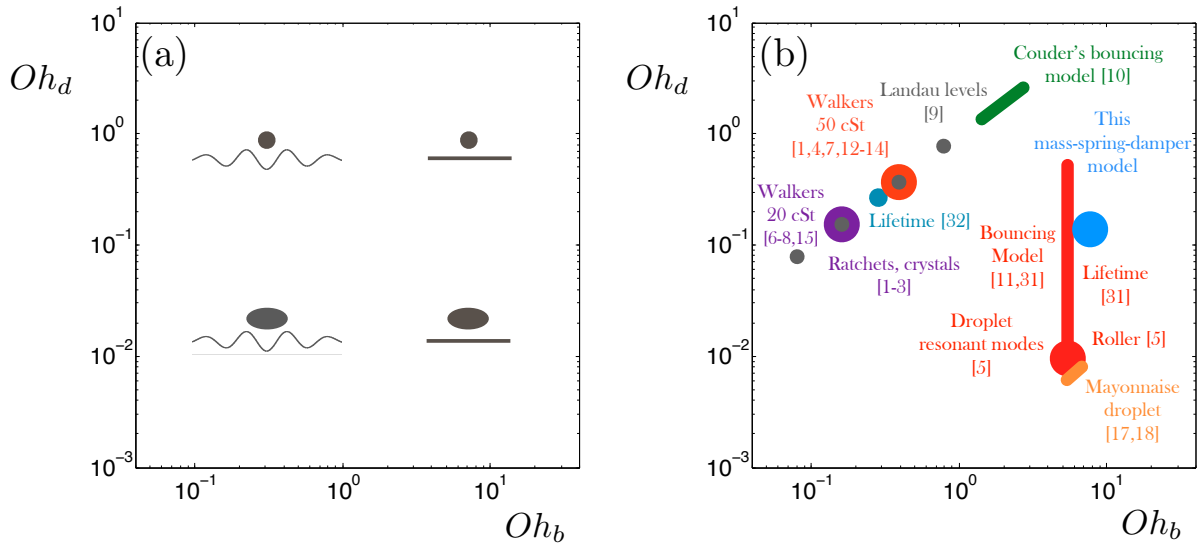 (a)
Oh_d
10^1
10^0
10^-1
10^-2
10^-3
10^-1
10^0
10^1
Oh_b
(b)
Oh_d
10^1
10^0
10^-1
10^-2
10^-3
10^-1
10^0
10^1
Oh_b
Couder's bouncing
model [10]
Landau levels
[9]
Walkers
50 cSt
[1,4,7,12-14]
This
mass-spring-damper
model
Walkers
20 cSt
[6-8,15]
Lifetime [32]
Ratchets, crystals
[1-3]
Bouncing
Model
[11,31]
Lifetime
[31]
Droplet
resonant modes
[5]
Roller [5]
Mayonnaise
droplet
[17,18]